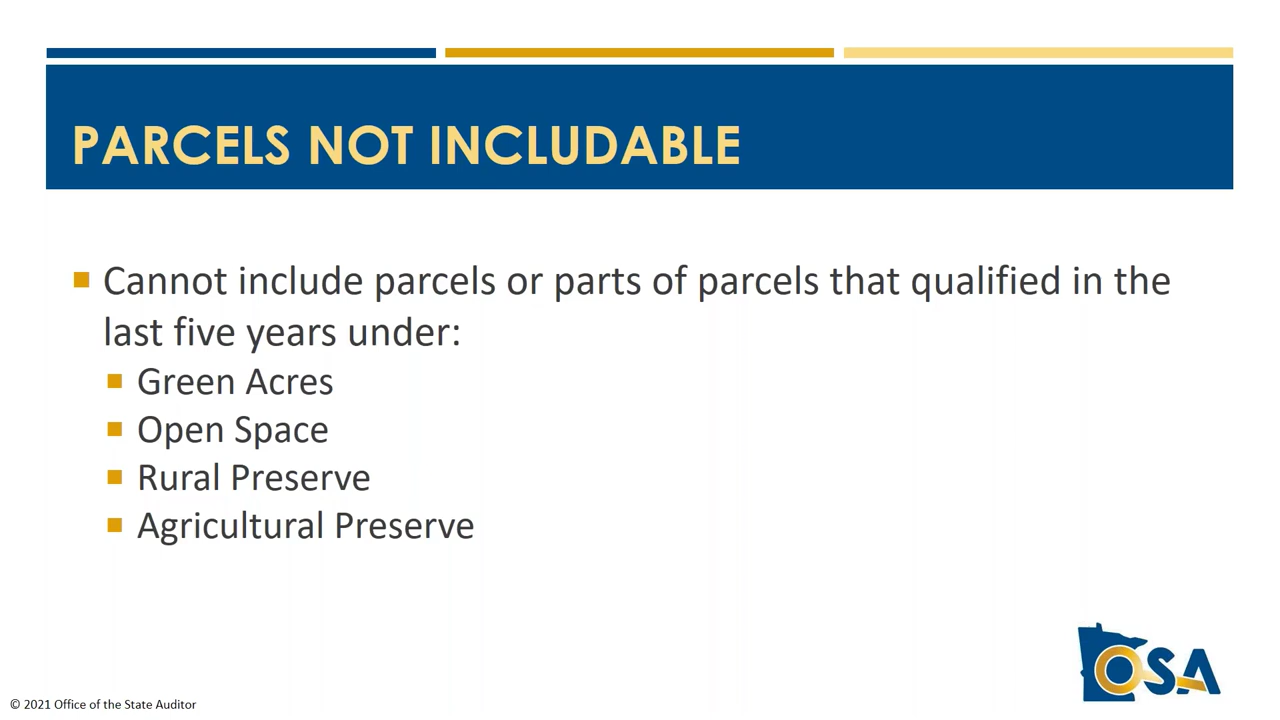 PARCELS NOT INCLUDABLE
Cannot include parcels or parts of parcels that qualified in the
last five years under:
Green Acres
Open Space
Rural Preserve
Agricultural Preserve
OSA
© 2021 Office of the State Auditor